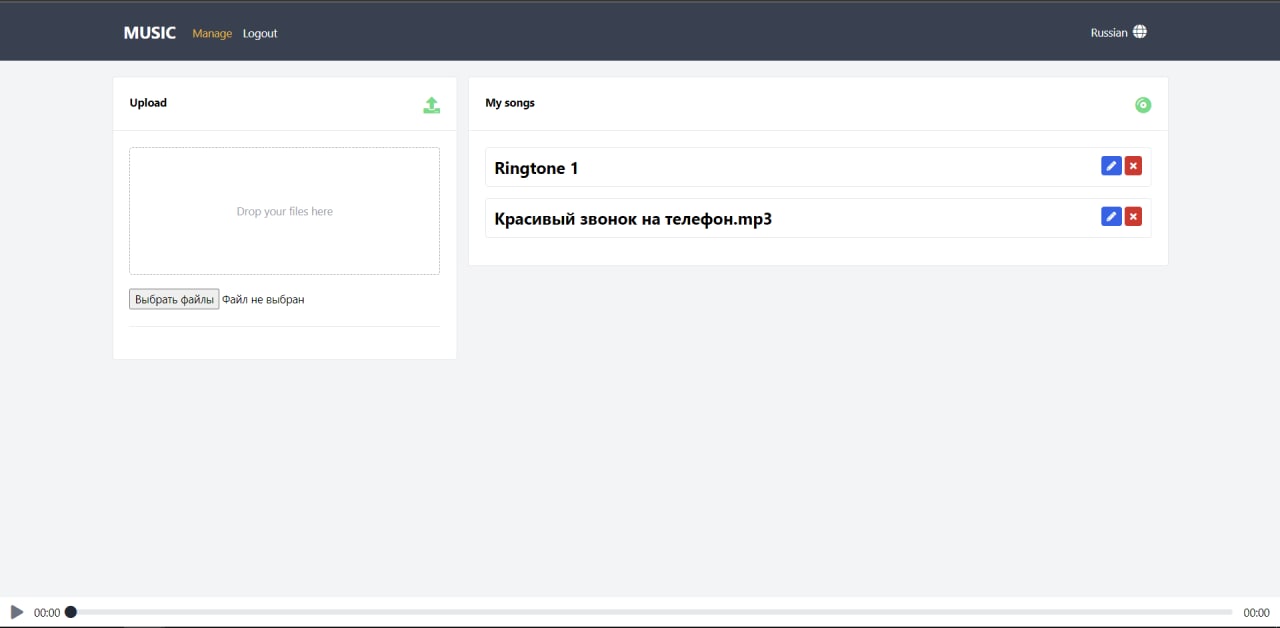 MUSIC Manage Logout Russian
Upload
My songs
Drop your files here
Выбрать файлы Файл не выбран
Ringtone 1
Красивый звонок на телефон.mp3
00:00 00:00